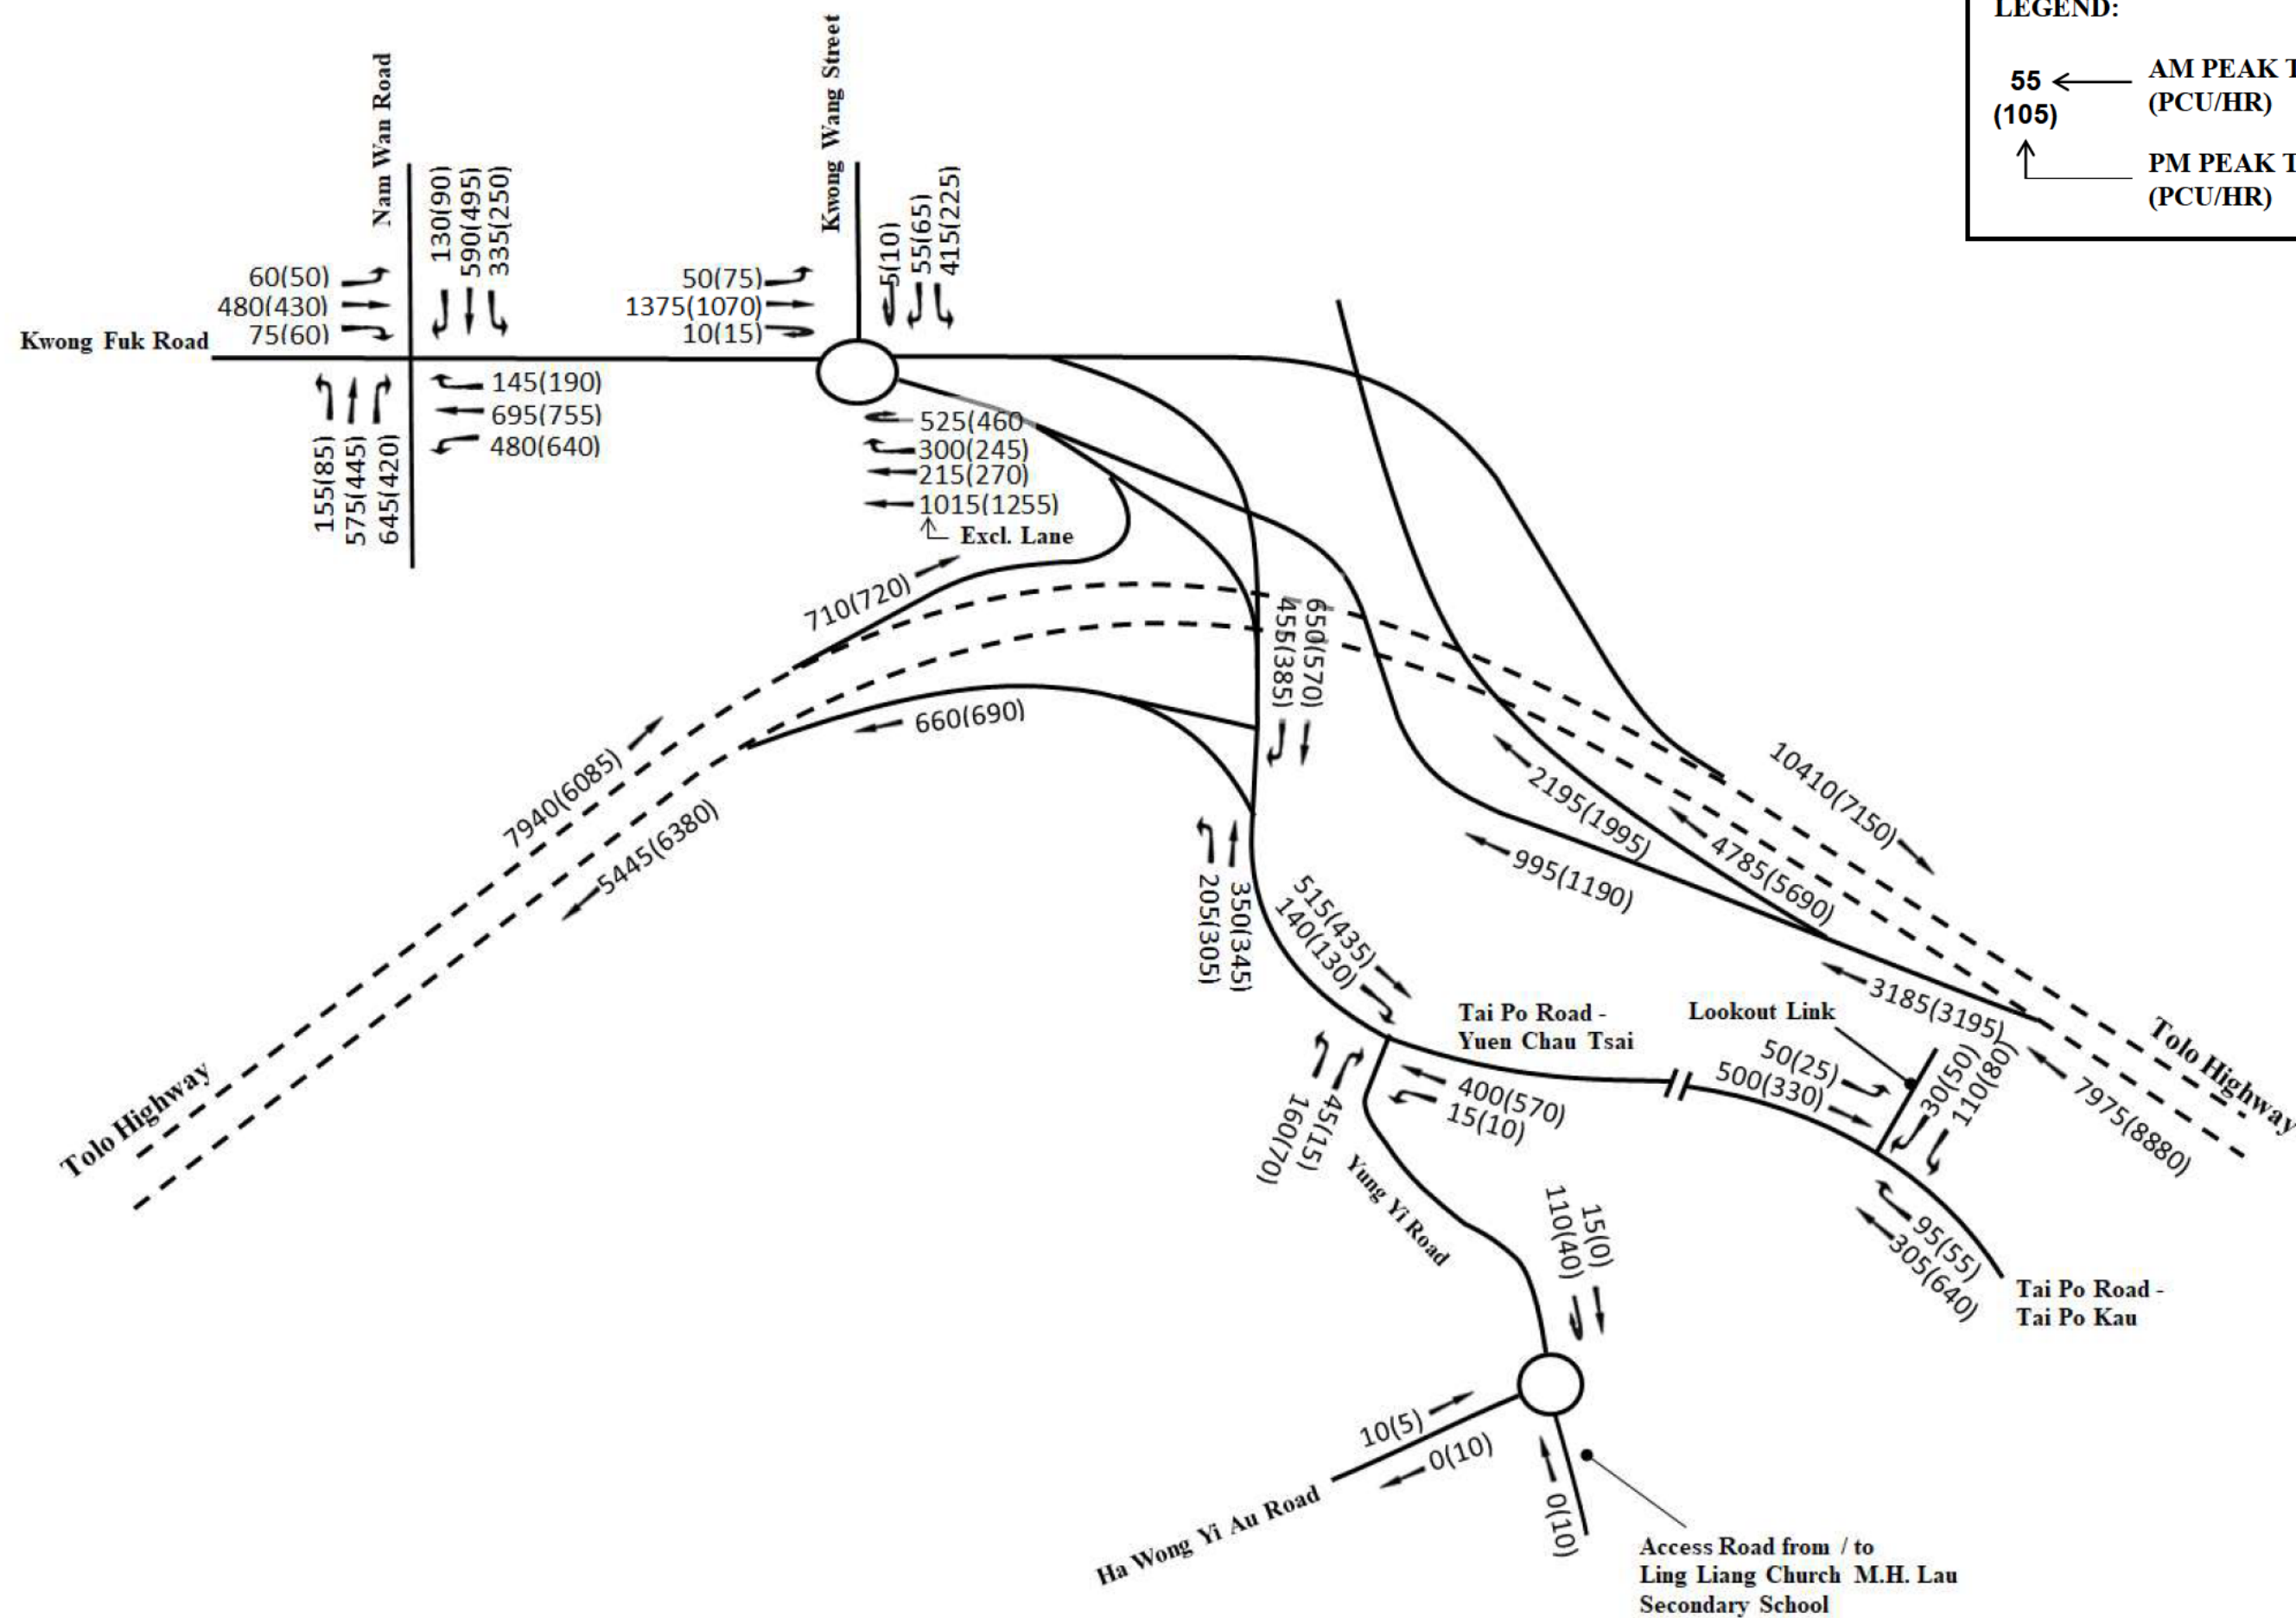 LEGEND:
55
AM PEAK T
(PCU/HR)
(105)
PM PEAK T
(PCU/HR)
Nam Wan Road
130(90)
590(495)
335(250)
60(50)
480(430)
75(60)
Kwong Fuk Road
145(190)
695(755)
480(640)
155(85)
575(445)
645(420)
Kwong Wang Street
5(10)
55(65)
415(225)
50(75)
1375(1070)
10(15)
525(460
300(245)
215(270)
1015(1255)
Excl. Lane
710(720)
650(570)
455(385)
660(690)
7940(6085)
5445(6380)
10410(7150)
2195(1995)
4785(5690)
995(1190)
3185(3195)
7975(8880)
Tolo Highway
Tolo Highway
205(305)
350(345)
515(435)
140(130)
Tai Po Road -
Yuen Chau Tsai
Lookout Link
50(25)
500(330)
30(50)
110(80)
400(570)
15(10)
45(15)
160(70)
Yung Yi Road
95(55)
305(640)
Tai Po Road -
Tai Po Kau
15(0)
110(40)
10(5)
0(10)
Ha Wong Yi Au Road
0(10)
Access Road from / to
Ling Liang Church M.H. Lau
Secondary School